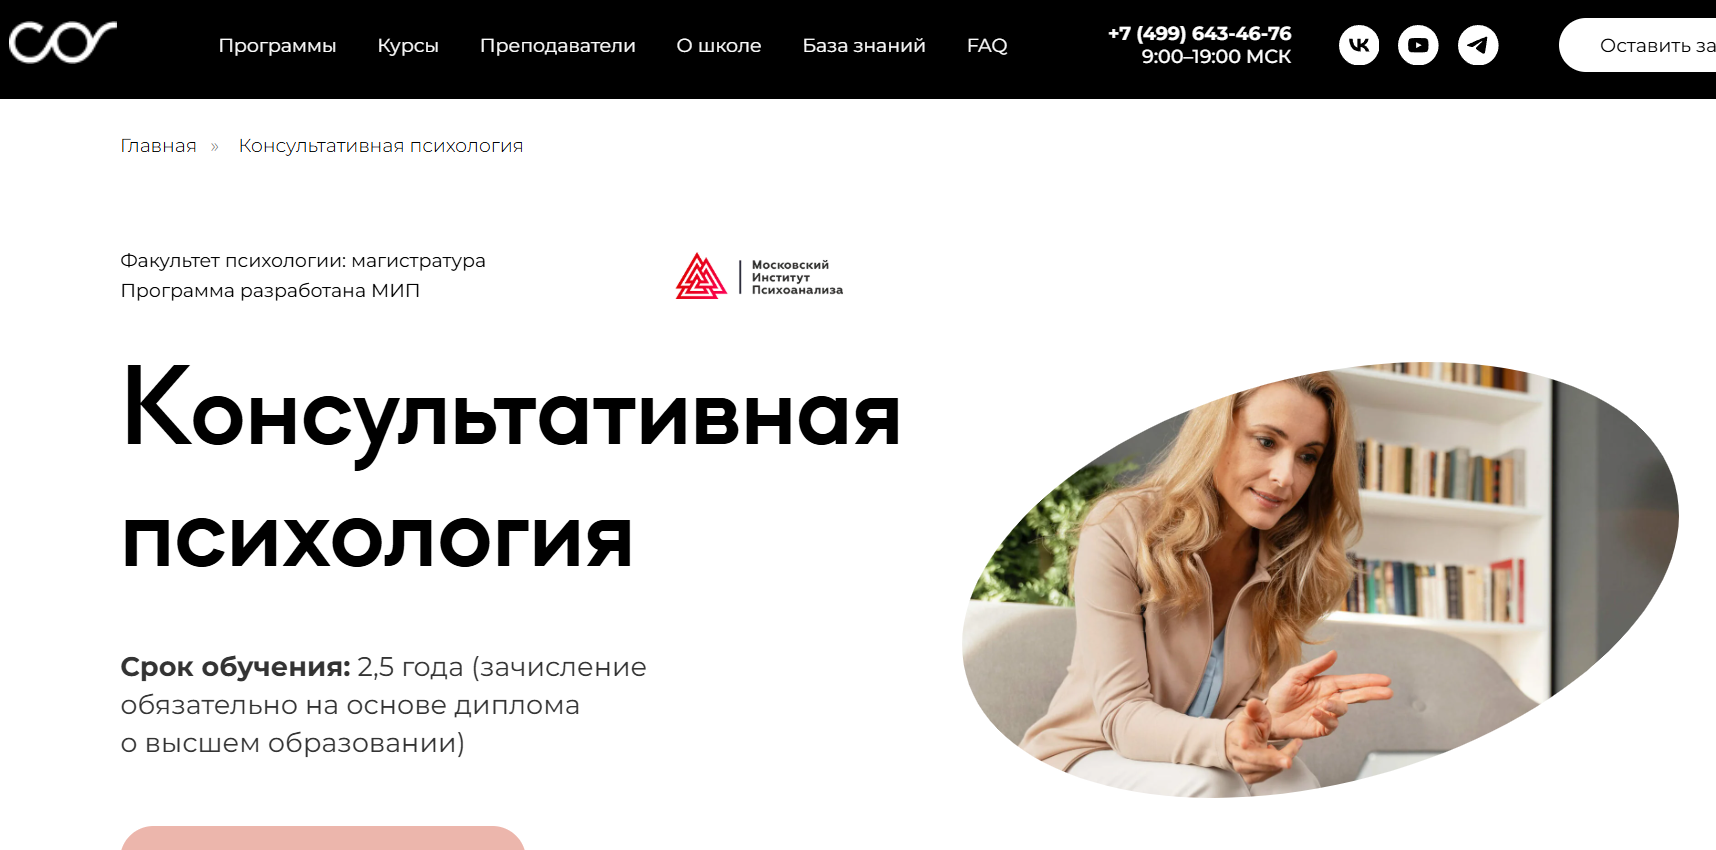 cor
Программы
Курсы
Преподаватели
О школе
База знаний
FAQ
+7 (499) 643-46-76
9:00–19:00 МСК
Оставить за
Главная » Консультативная психология
Факультет психологии: магистратура
Программа разработана МИП
Московский
Институт
Психоанализа
Консультативная
психология
Срок обучения: 2,5 года (зачисление
обязательно на основе диплома
о высшем образовании)